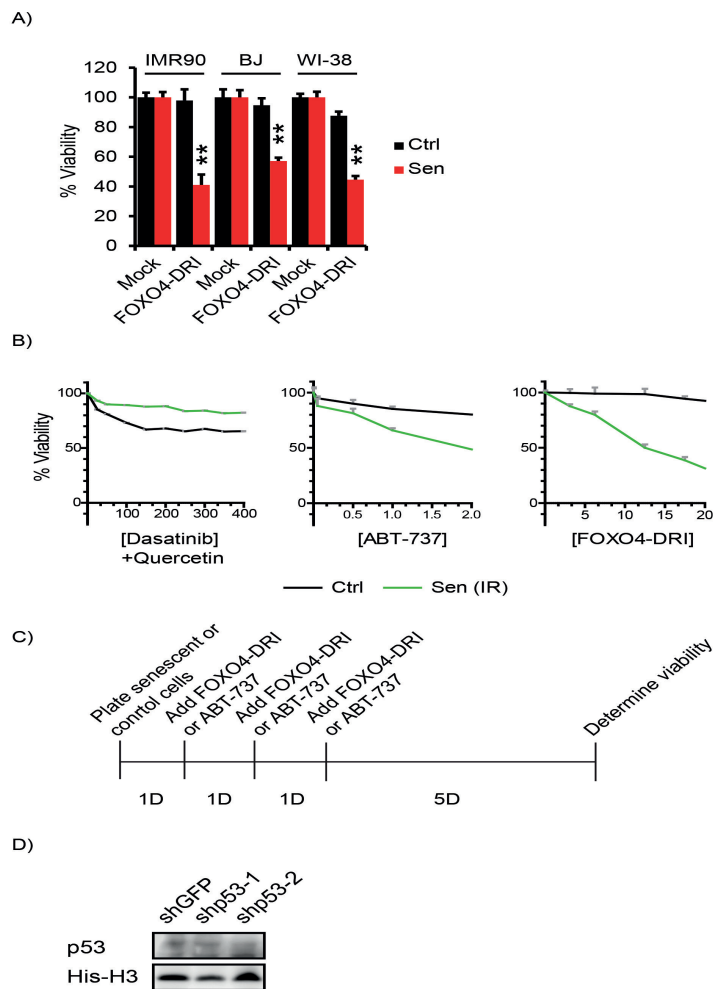 A)
IMR90 BJ WI-38
120
100
80
60
40
20
0
% Viability
** ** **
Ctrl
Sen
Mock
FOXO4-DRI
Mock
FOXO4-DRI
Mock
FOXO4-DRI
B)
% Viability
100
50
0
100 200 300 400
[Dasatinib]
+Quercetin
100
50
0
0.5 1.0 1.5 2.0
[ABT-737]
100
50
0
5 10 15 20
[FOXO4-DRI]
Ctrl Sen (IR)
C)
Plate senescent or
conrtol cells
Add FOXO4-DRI
or ABT-737
Add FOXO4-DRI
or ABT-737
Add FOXO4-DRI
or ABT-737
Determine viability
1D 1D 1D 5D
D)
shGFP
shp53-1
shp53-2
p53
His-H3